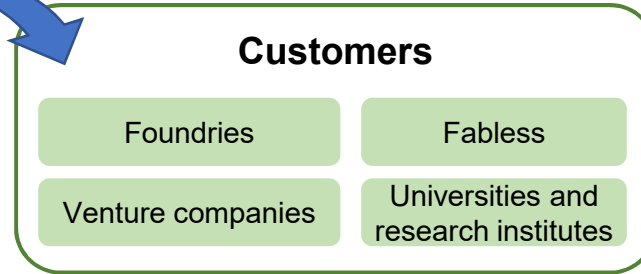 Customers
Foundries
Fabless
Venture companies
Universities and
research institutes